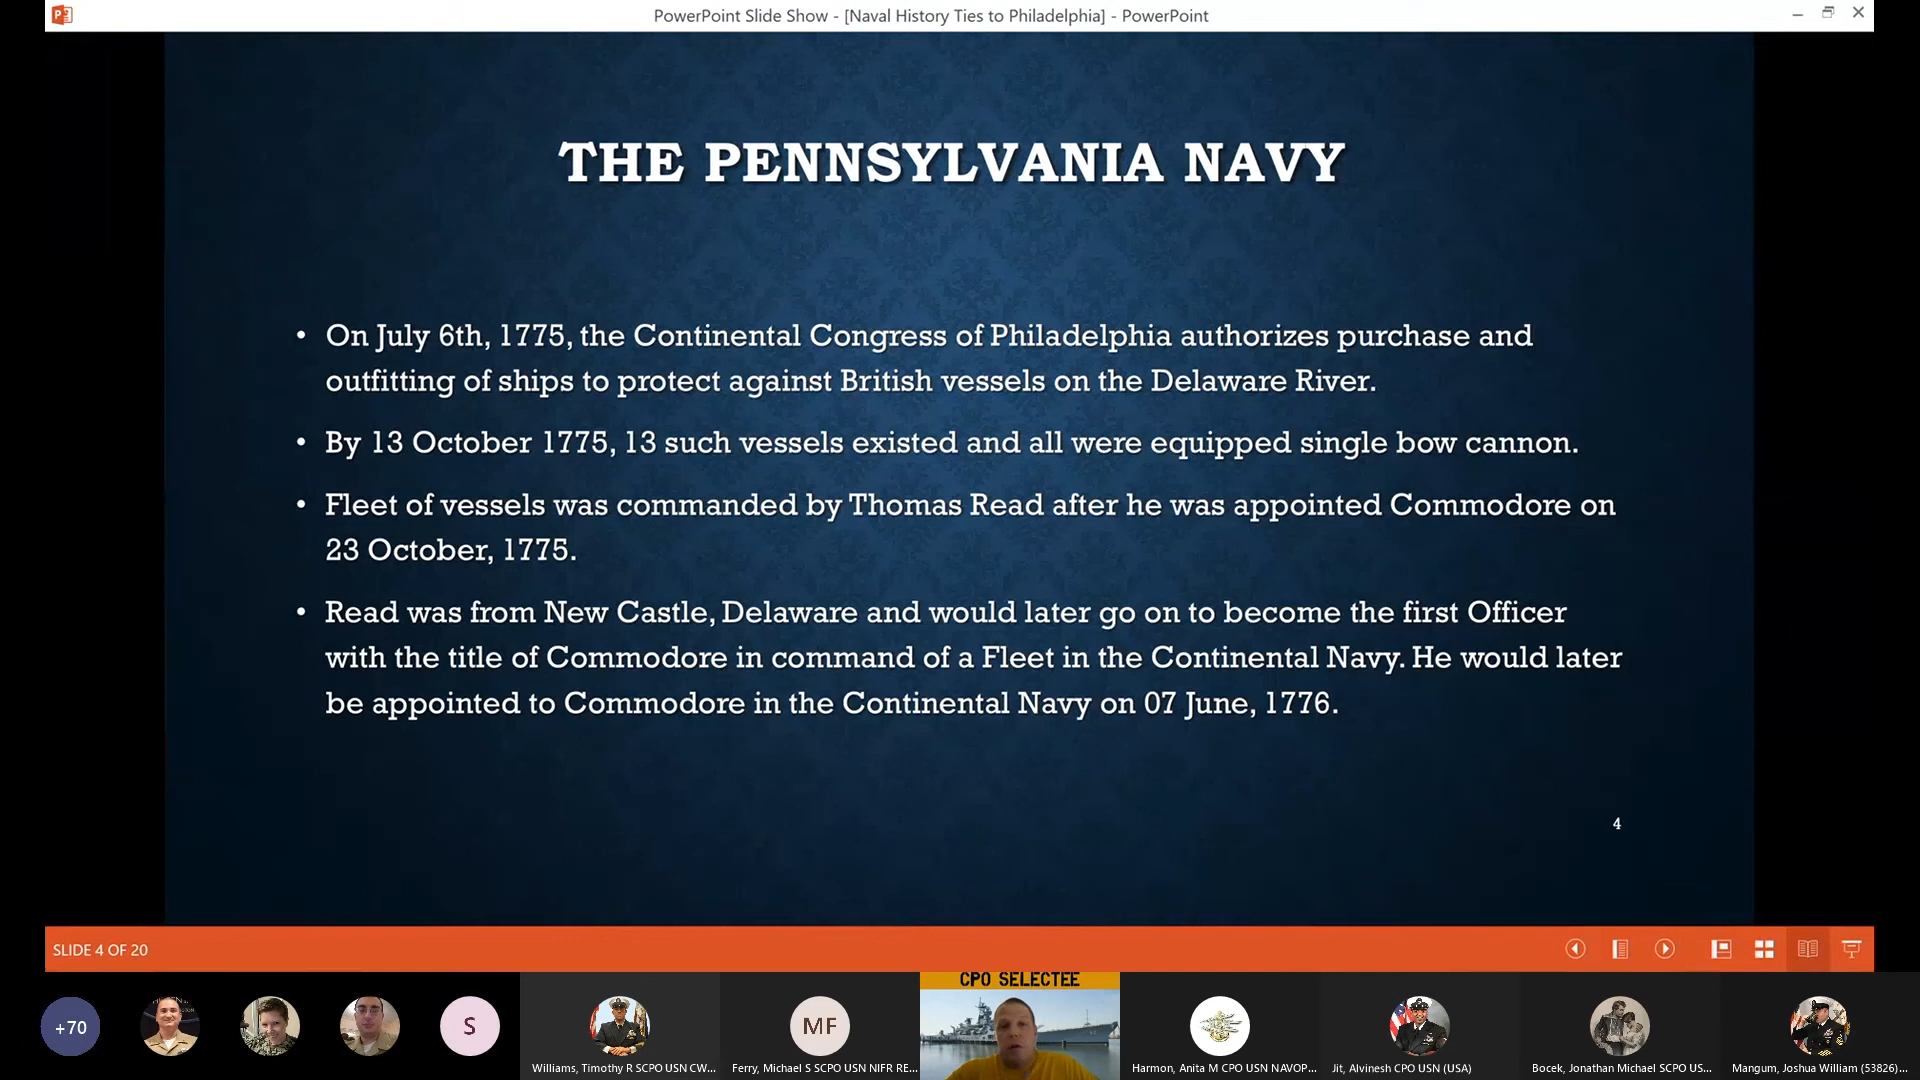 PowerPoint Slide Show - [Naval History Ties to Philadelphia] - PowerPoint
THE PENNSYLVANIA NAVY
• On July 6th, 1775, the Continental Congress of Philadelphia authorizes purchase and
outfitting of ships to protect against British vessels on the Delaware River.
• By 13 October 1775, 13 such vessels existed and all were equipped single bow cannon.
• Fleet of vessels was commanded by Thomas Read after he was appointed Commodore on
23 October, 1775.
• Read was from New Castle, Delaware and would later go on to become the first Officer
with the title of Commodore in command of a Fleet in the Continental Navy. He would later
be appointed to Commodore in the Continental Navy on 07 June, 1776.
4
SLIDE 4 OF 20
+70
S
MF
CPO SELECTEE
Williams, Timothy R SCPO USN CW...
Ferry, Michael S SCPO USN NIFR RE...
Harmon, Anita M CPO USN NAVOP...
Jit, Alvinesh CPO USN (USA)
Bocek, Jonathan Michael SCPO US...
Mangum, Joshua William (53826)...